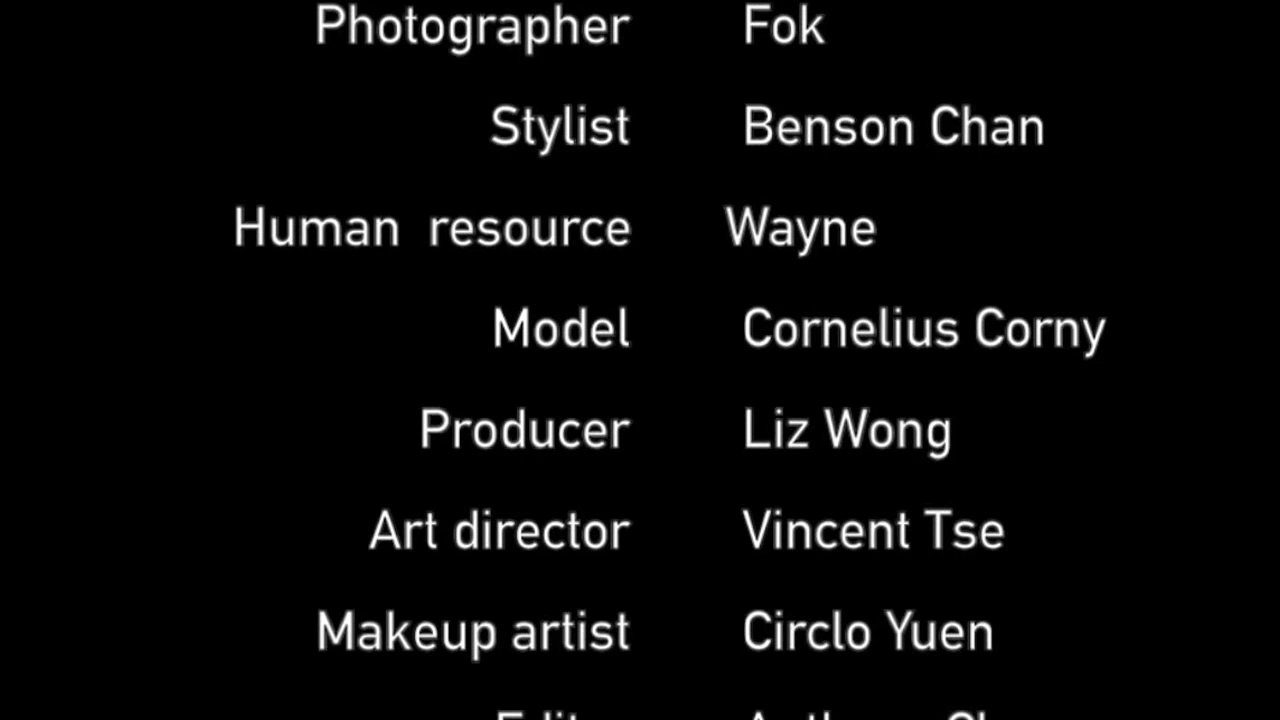 Photographer Fok
Stylist Benson Chan
Human resource Wayne
Model Cornelius Corny
Producer Liz Wong
Art director Vincent Tse
Makeup artist Circlo Yuen